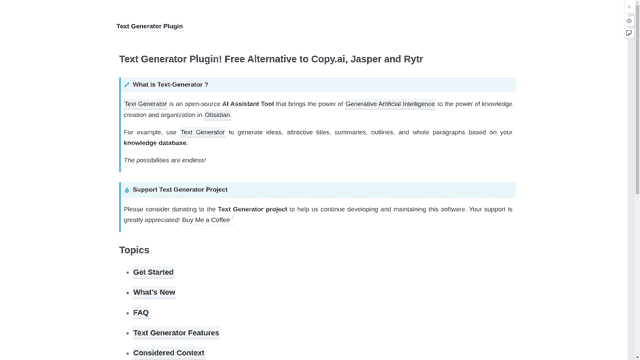 Text Generator Plugin
Text Generator Plugin! Free Alternative to Copy.ai, Jasper and Rytr
What is Text-Generator ?
Text Generator is an open-source AI Assistant Tool that brings the power of Generative Artificial Intelligence to the power of knowledge
creation and organization in Obsidian.
For example, use Text Generator to generate ideas, attractive titles, summaries, outlines, and whole paragraphs based on your
knowledge database.
The possibilities are endless!
Support Text Generator Project
Please consider donating to the Text Generator project to help us continue developing and maintaining this software. Your support is
greatly appreciated! Buy Me a Coffee
Topics
Get Started
What's New
FAQ
Text Generator Features
Considered Context